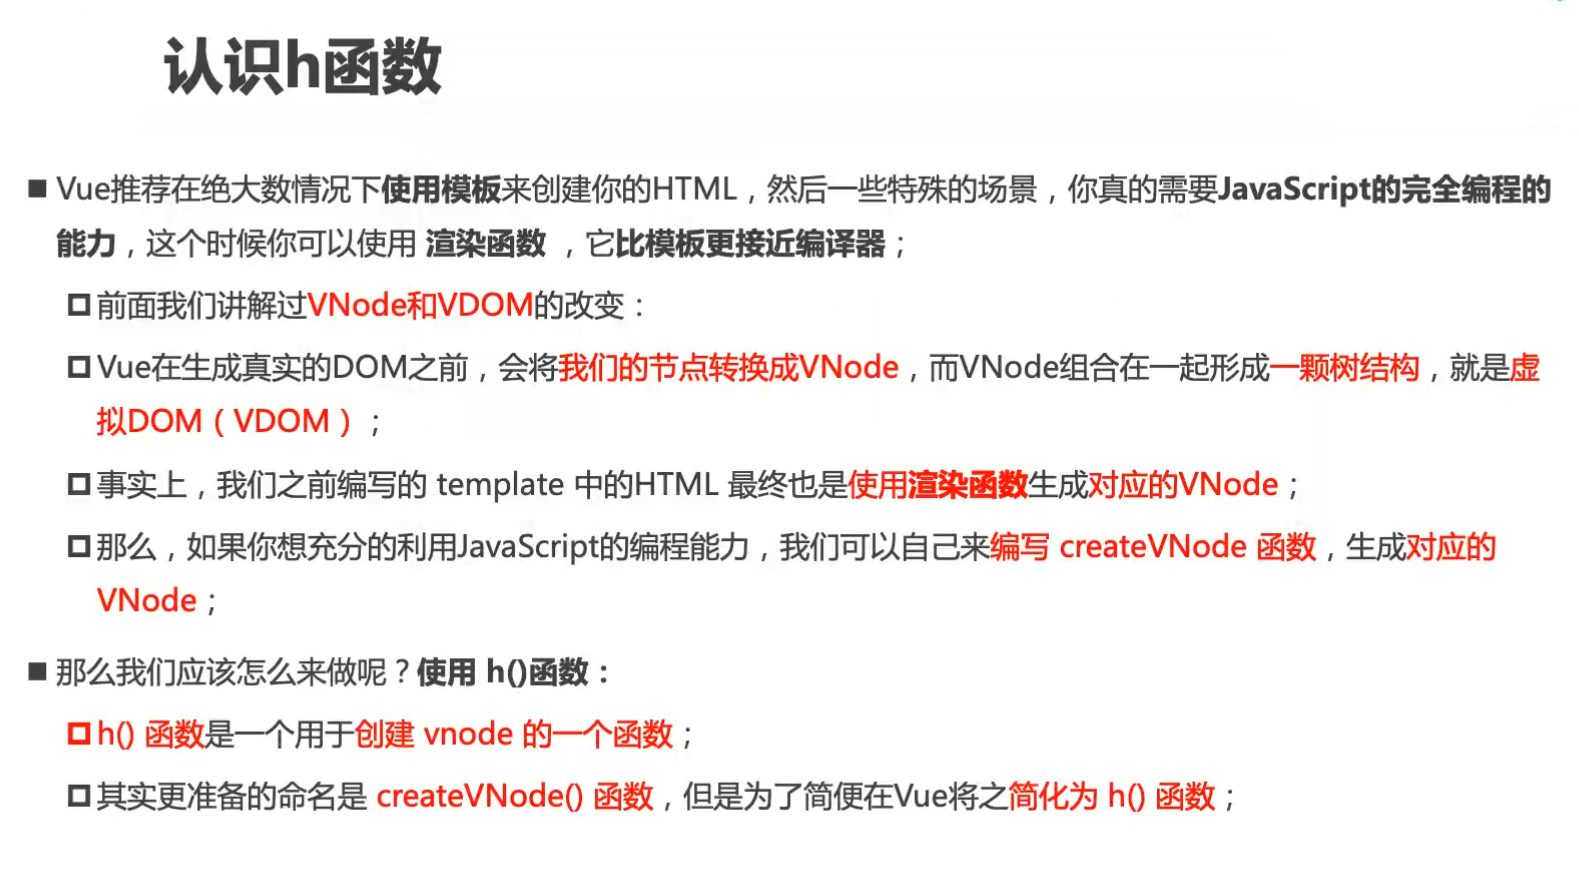 认识h函数
■ Vue推荐在绝大数情况下使用模板来创建你的HTML，然后一些特殊的场景，你真的需要JavaScript的完全编程的
能力，这个时候你可以使用 渲染函数 ，它比模板更接近编译器；
前面我们讲解过VNode和VDOM的改变：
Vue在生成真实的DOM之前，会将我们的节点转换成VNode，而VNode组合在一起形成一颗树结构，就是虚
拟DOM（VDOM）；
事实上，我们之前编写的 template 中的HTML 最终也是使用渲染函数生成对应的VNode；
那么，如果你想充分的利用JavaScript的编程能力，我们可以自己来编写 createVNode 函数，生成对应的
VNode；
■ 那么我们应该怎么来做呢？使用 h()函数：
h() 函数是一个用于创建 vnode 的一个函数；
其实更准备的命名是 createVNode() 函数，但是为了简便在Vue将之简化为 h() 函数；